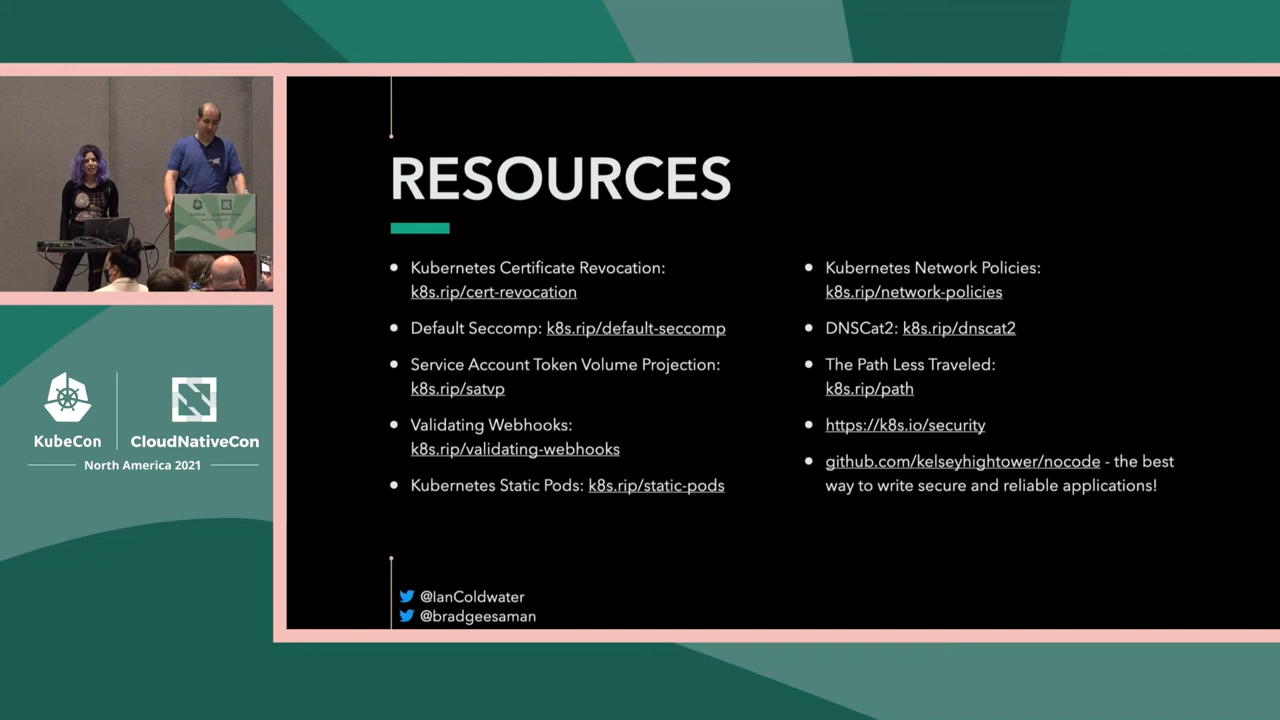 RESOURCES
Kubernetes Certificate Revocation:
k8s.rip/cert-revocation
Default Seccomp: k8s.rip/default-seccomp
Service Account Token Volume Projection:
k8s.rip/satvp
Validating Webhooks:
k8s.rip/validating-webhooks
Kubernetes Static Pods: k8s.rip/static-pods
Kubernetes Network Policies:
k8s.rip/network-policies
DNSCat2: k8s.rip/dnscat2
The Path Less Traveled:
k8s.rip/path
https://k8s.io/security
github.com/kelseyhightower/nocode - the best
way to write secure and reliable applications!
@IanColdwater
@bradgeesaman
KubeCon
CloudNativeCon
North America 2021